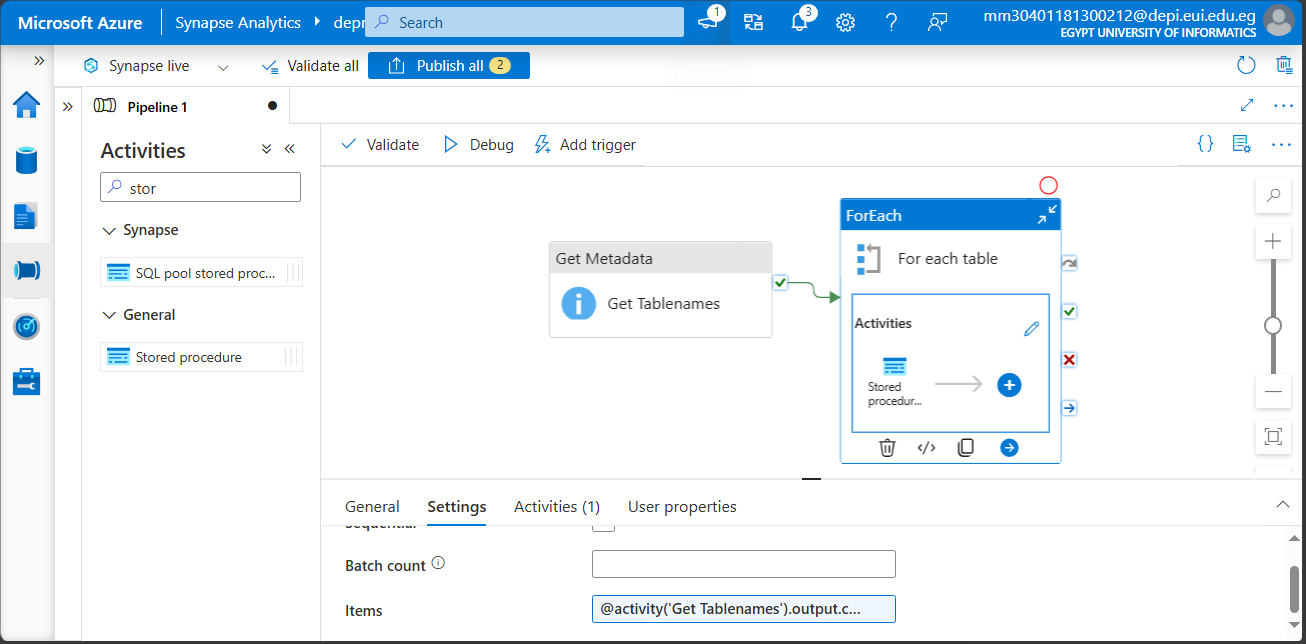 Microsoft Azure
Synapse Analytics
depr
Search
1
3
mm30401181300212@depi.eui.edu.eg
EGYPT UNIVERSITY OF INFORMATICS
Synapse live
Validate all
Publish all
2
Pipeline 1
Activities
stor
Synapse
SQL pool stored proc...
General
Stored procedure
Validate
Debug
Add trigger
Get Metadata
Get Tablenames
ForEach
For each table
Activities
Stored
procedur...
General
Settings
Activities (1)
User properties
Sequential
Batch count
Items
@activity('Get Tablenames').output.c...